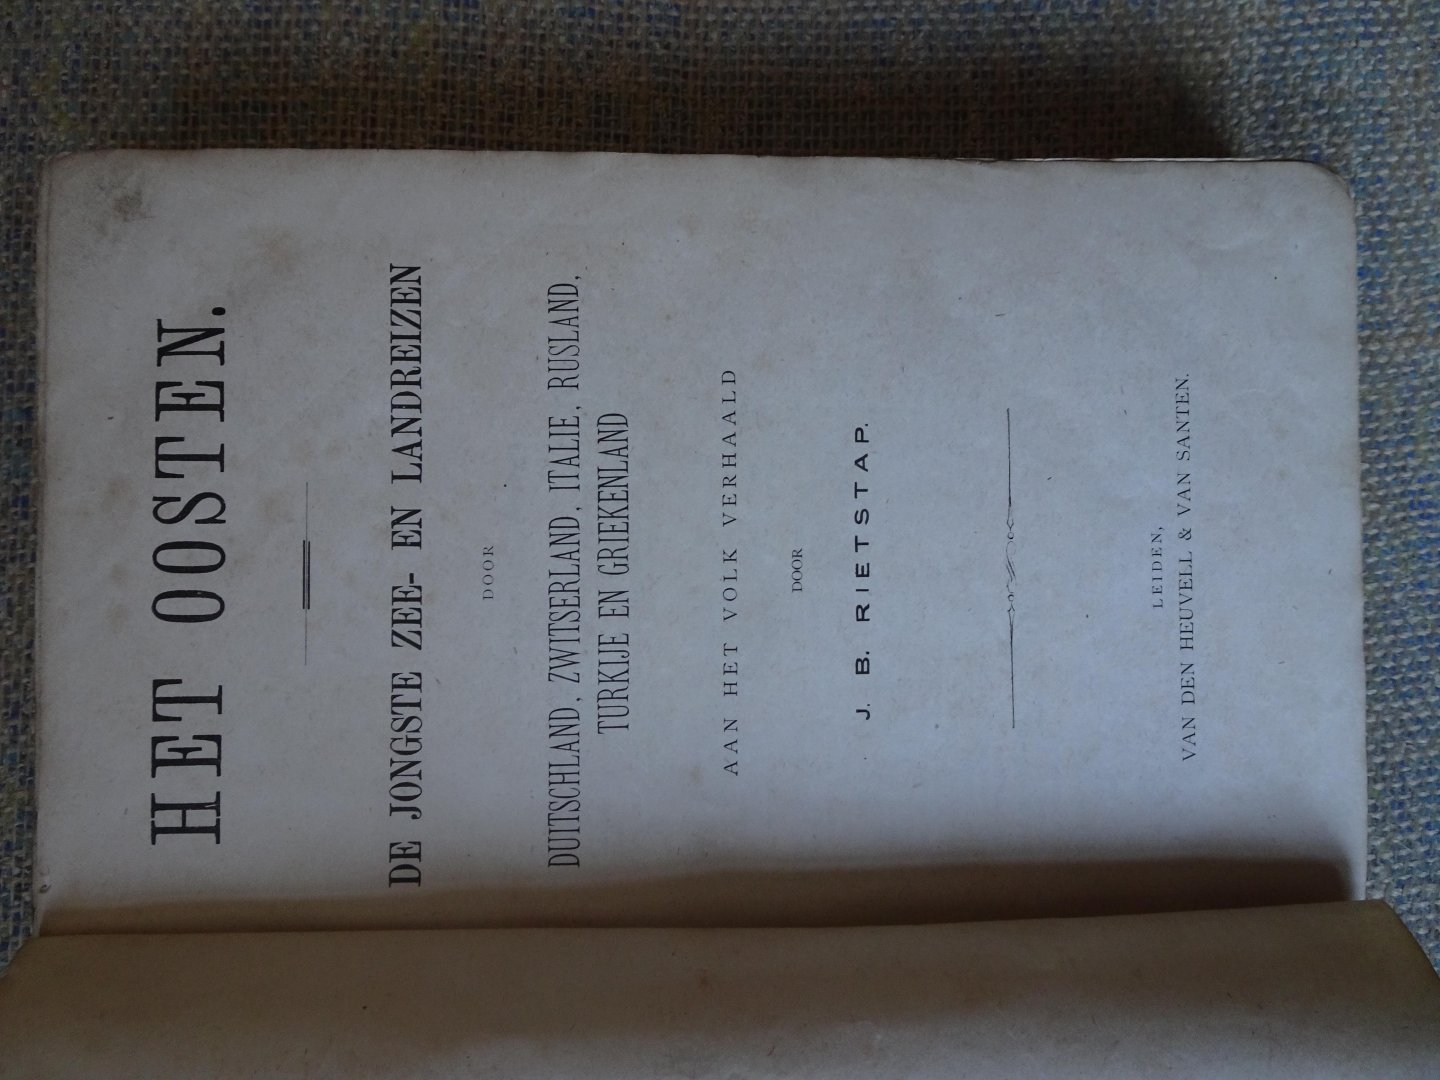 HET OOSTEN.
DE JONGSTE ZEE- EN LANDREIZEN
DOOR
DUITSCHLAND, ZWITSERLAND, ITALIE, RUSLAND,
TURKIJE EN GRIEKENLAND
AAN HET VOLK VERHAALD
DOOR
J. B. RIETSTAP.
LEIDEN,
VAN DEN HEUVELL & VAN SANTEN.